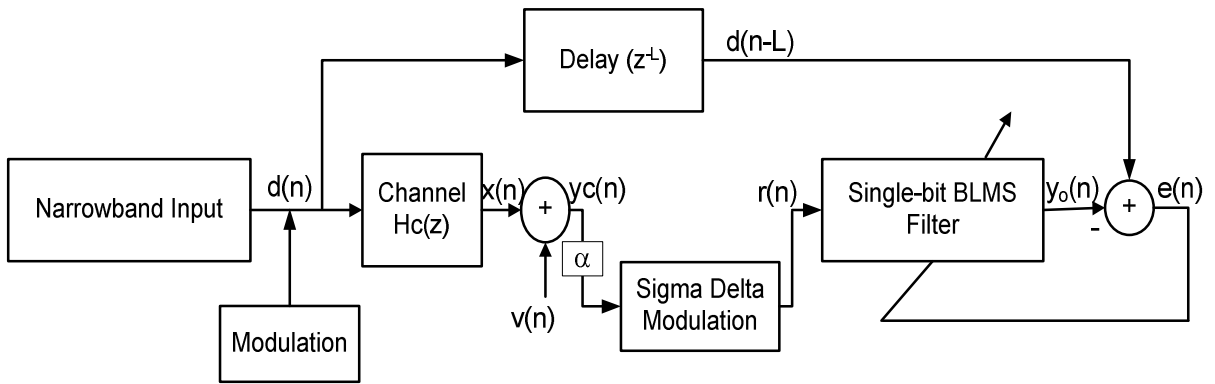 Delay (z-L)
d(n-L)
Narrowband Input
d(n)
Channel
Hc(z)
x(n)
+
yc(n)
α
v(n)
Modulation
Sigma Delta
Modulation
r(n)
Single-bit BLMS
Filter
yo(n)
-
+
e(n)